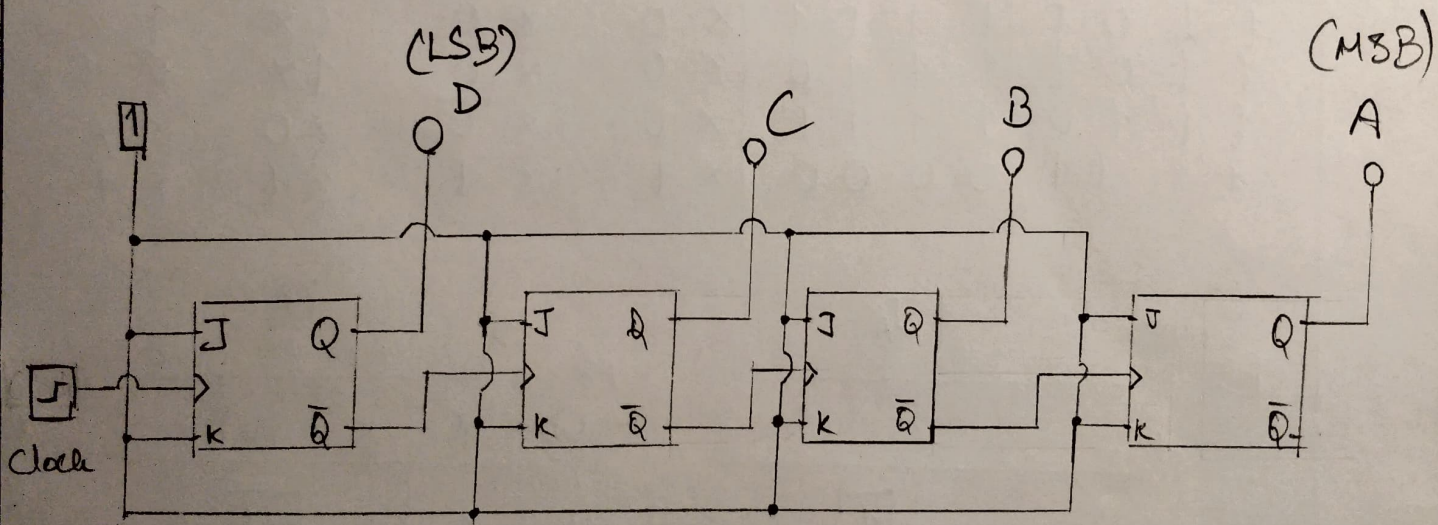 (LSB)
(MSB)
D
C
B
A
1
J Q
J Q
J Q
J Q
K Q̅
K Q̅
K Q̅
K Q̅
Clock